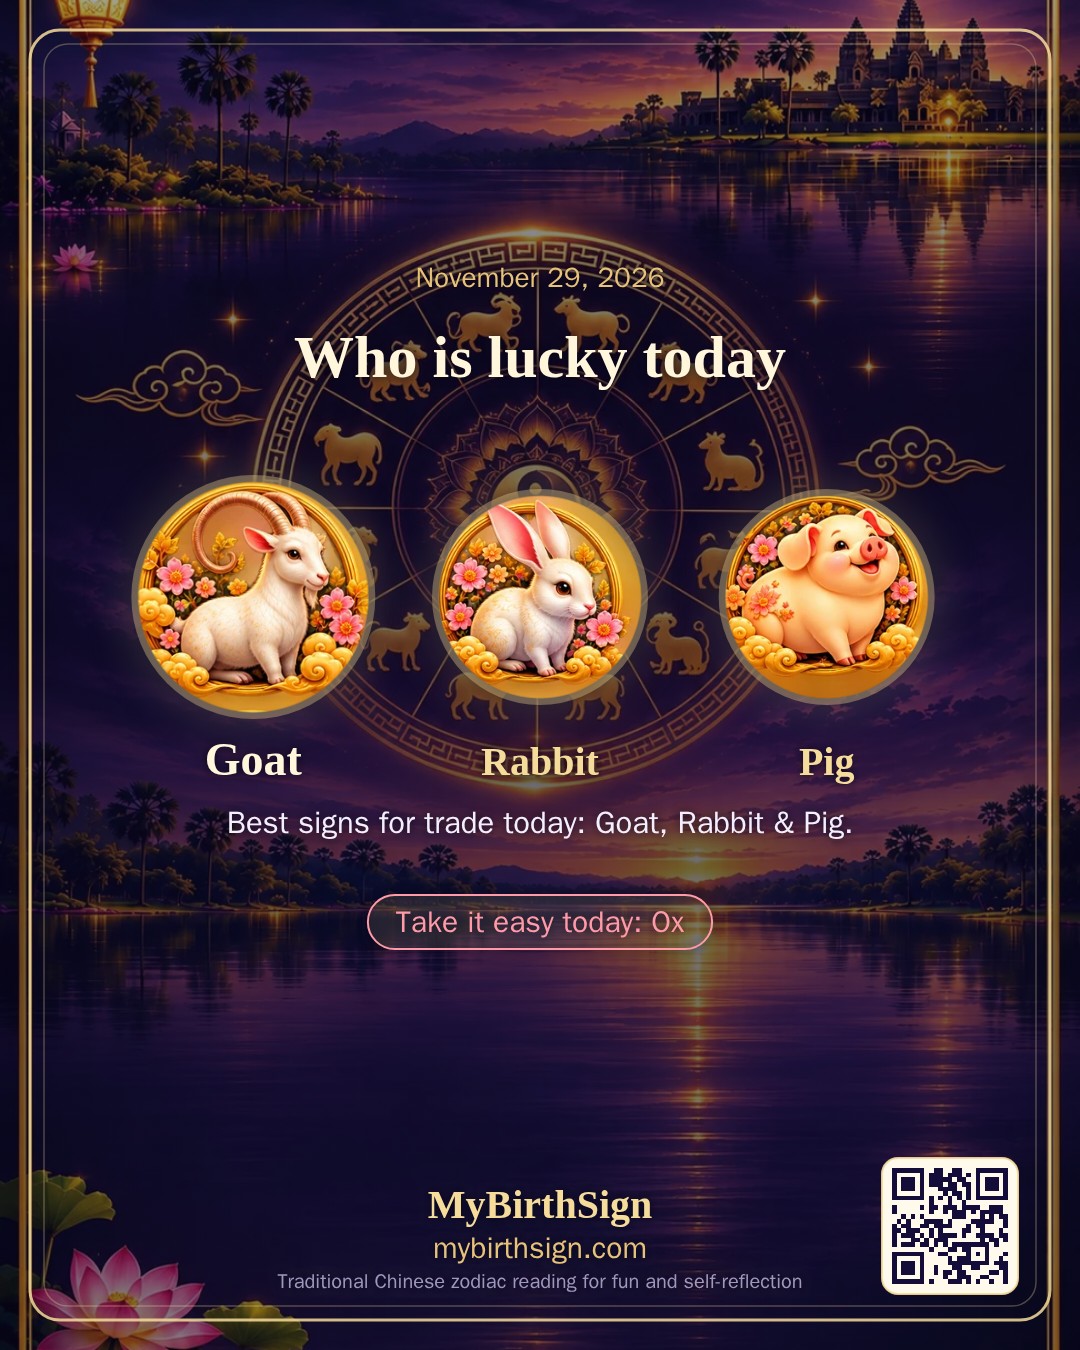 November 29, 2026
Who is lucky today
Goat
Rabbit
Pig
Best signs for trade today: Goat, Rabbit & Pig.
Take it easy today: Ox
MyBirthSign
mybirthsign.com
Traditional Chinese zodiac reading for fun and self-reflection